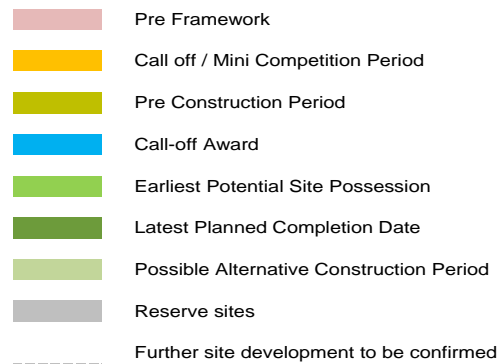 Pre Framework
Call off / Mini Competition Period
Pre Construction Period
Call-off Award
Earliest Potential Site Possession
Latest Planned Completion Date
Possible Alternative Construction Period
Reserve sites
Further site development to be confirmed